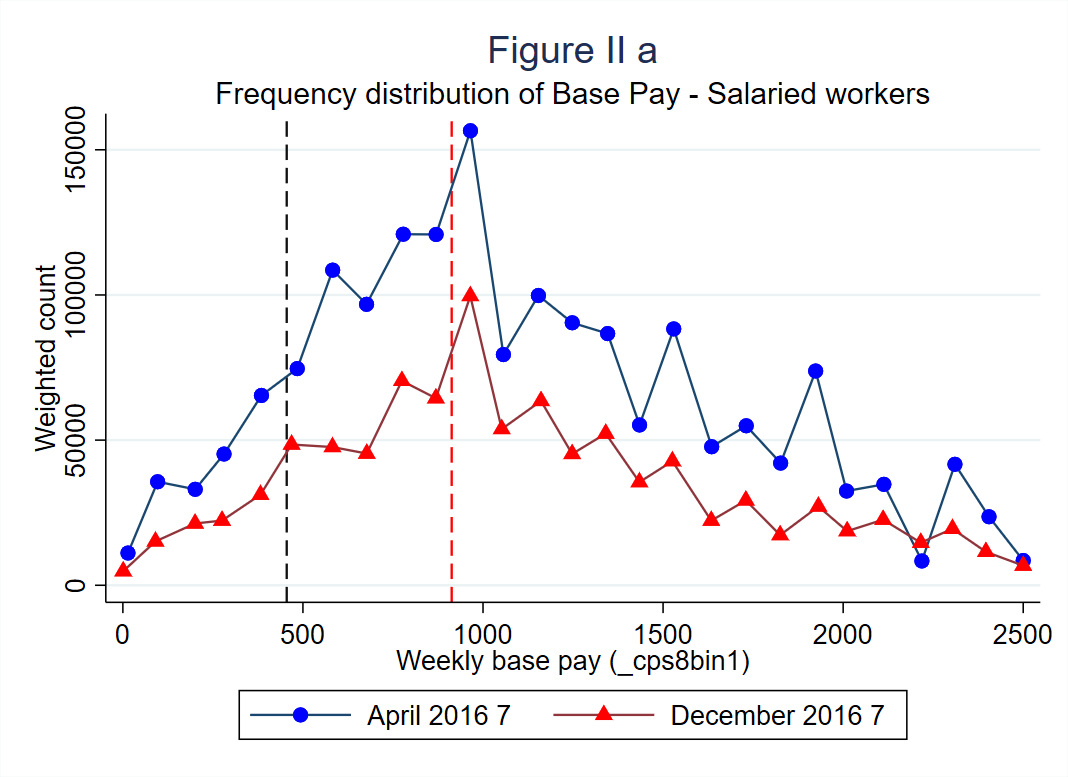 Figure II a
Frequency distribution of Base Pay - Salaried workers
Weighted count
150000
100000
50000
0
0 500 1000 1500 2000 2500
Weekly base pay (_cps8bin1)
April 2016 7 December 2016 7